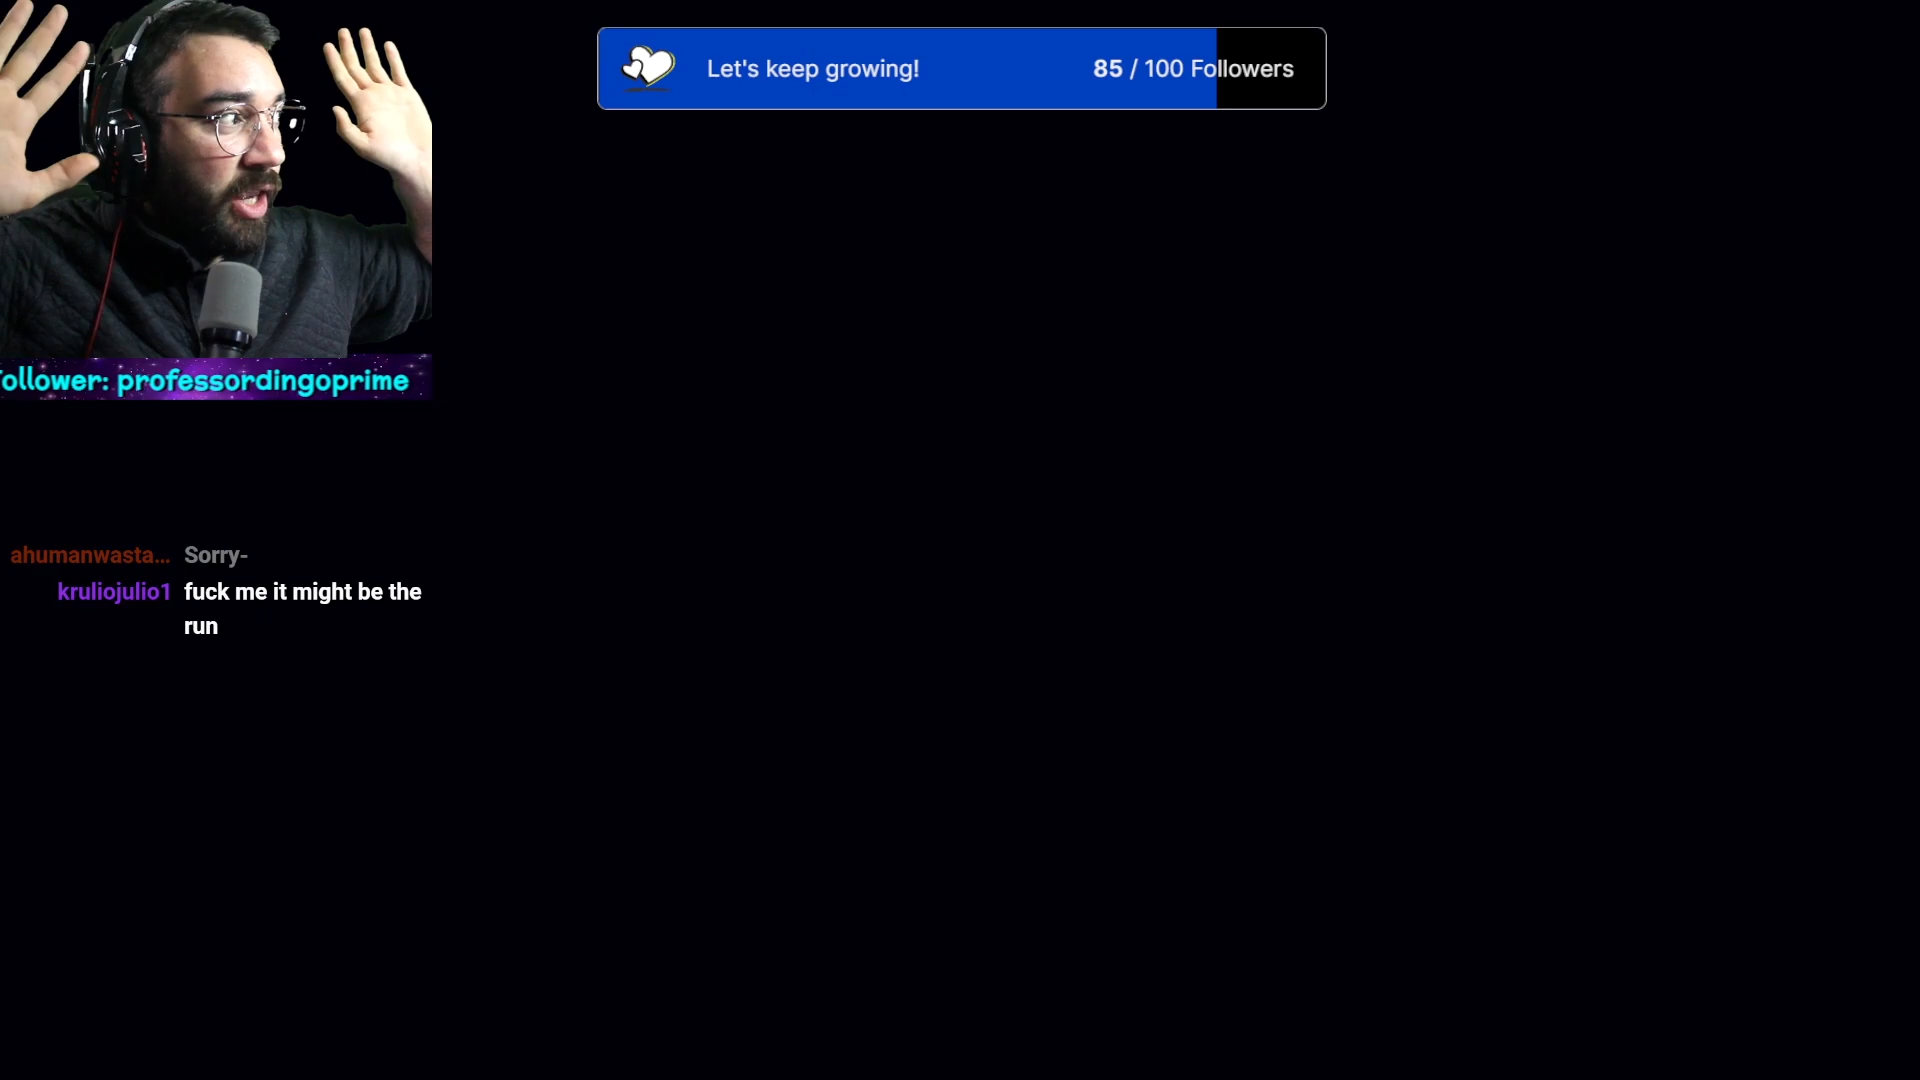 Let's keep growing! 85 / 100 Followers
ollower: professordingoprime
ahumanwasta... Sorry-
kruliojulio1 fuck me it might be the
run